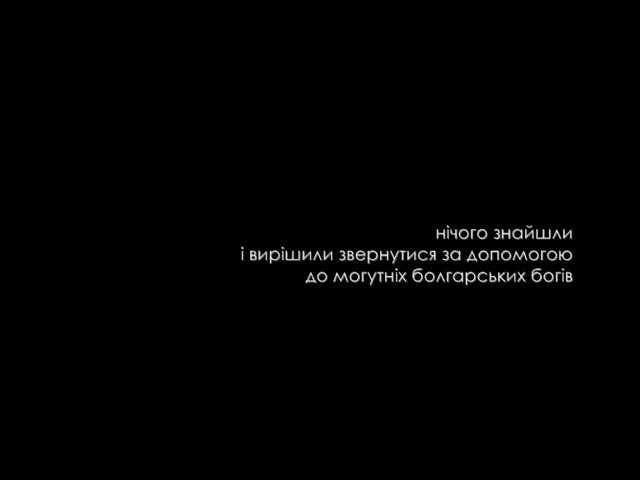 нічого знайшли
і вирішили звернутися за допомогою
до могутніх болгарських богів